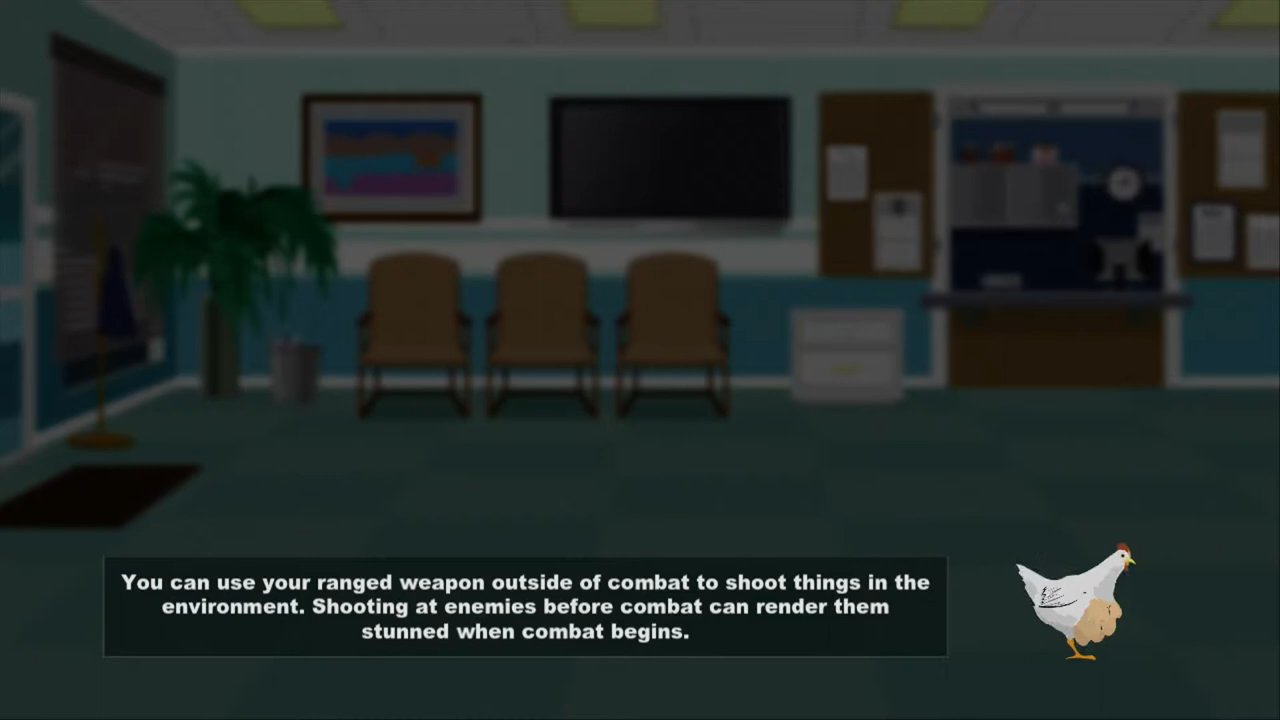 You can use your ranged weapon outside of combat to shoot things in the
environment. Shooting at enemies before combat can render them
stunned when combat begins.